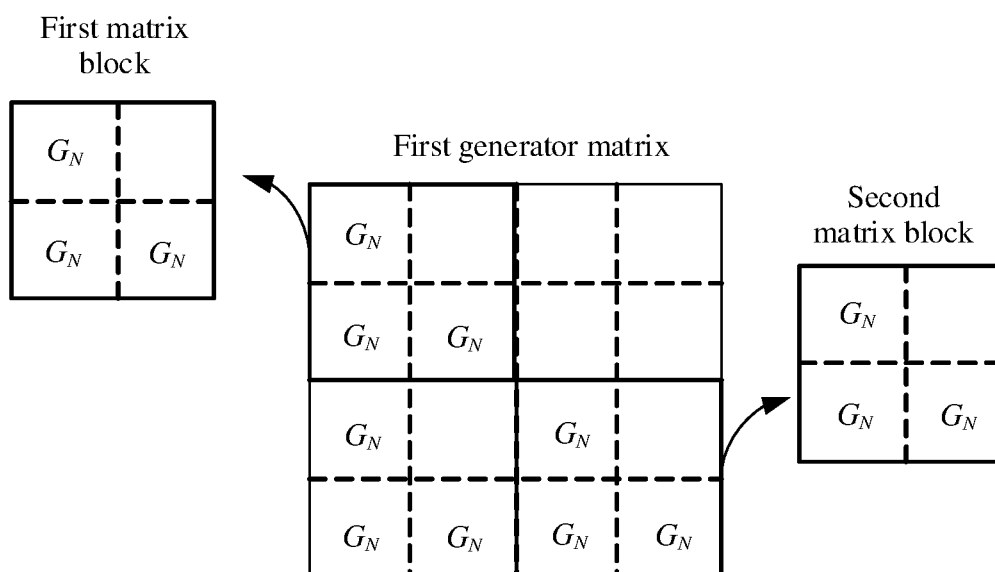 First matrix
block
G_N
G_N G_N
First generator matrix
G_N
G_N G_N
G_N G_N
G_N G_N G_N G_N
Second
matrix block
G_N
G_N G_N